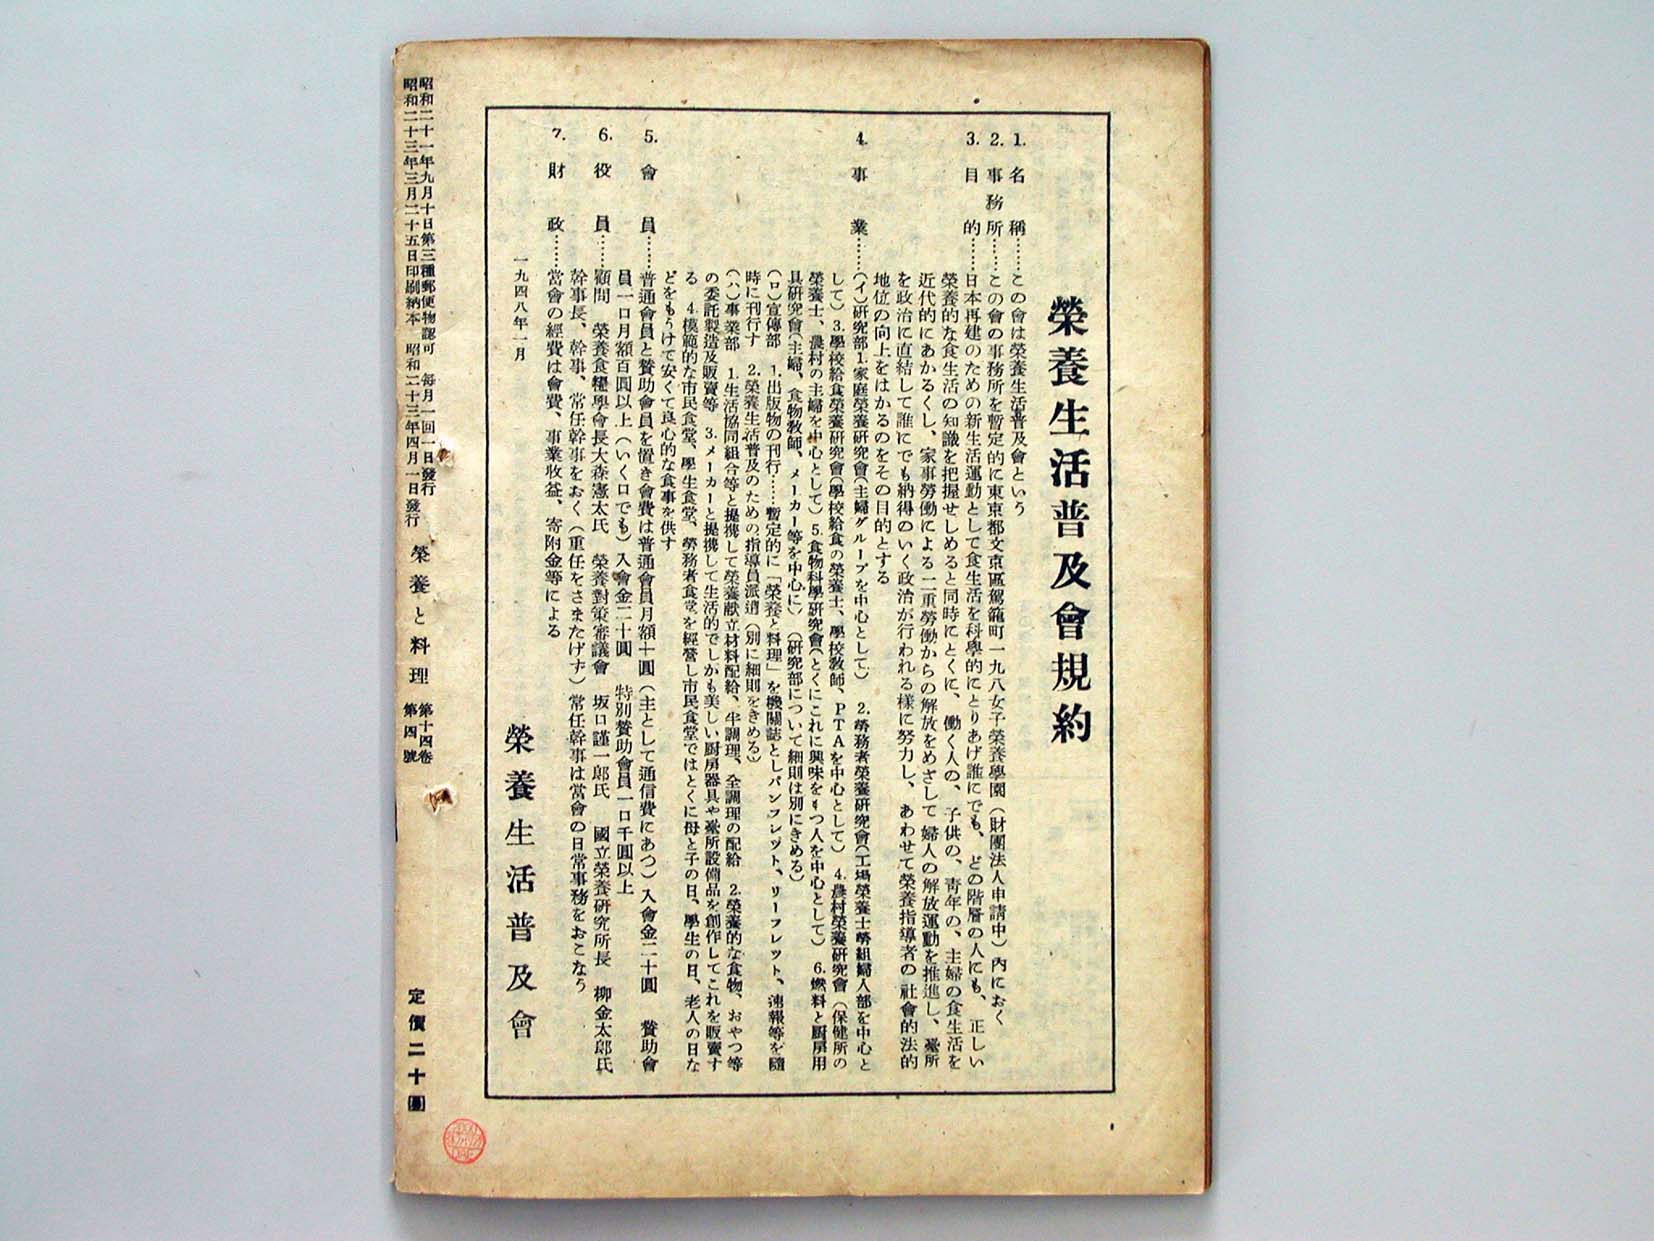 榮養生活普及會規約
1. 名稱……この會は榮養生活普及會という
2. 事務所……この會の事務所を暫定的に東京都文京區駕籠町一九八女子榮養學園（財團法人申請中）內におく
3. 目的……日本再建のための新生活運動として食生活を科學的にとりあげ誰にでも、どの階層の人にも、正しい
榮養的な食生活の知識を把握せしめると同時にとくに、働く人の、子供の、靑年の、主婦の食生活を
近代的にあかるくし、家事勞働による二重勞働からの解放をめざして婦人の解放運動を推進し、臺所
を政治に直結して誰にでも納得のいく政治が行われる樣に努力し、あわせて榮養指導者の社會的法的
地位の向上をはかるのをその目的とする
4. 事業……（イ）硏究部 1.家庭榮養硏究會（主婦グループを中心として） 2.勞務者榮養硏究會（工場榮養士勞組婦人部を中心と
して） 3.學校給食榮養硏究會（學校給食の榮養士、學校敎師、PTAを中心として） 4.農村榮養硏究會（保健所の
榮養士、農村の主婦を中心として） 5.食物科學硏究會（とくにこれに興味をもつ人を中心として） 6.燃料と厨房用
具硏究會（主婦、食物敎師、メーカー等を中心に）（硏究部について細則は別にきめる）
（ロ）宣傳部 1.出版物の刊行……暫定的に「榮養と料理」を機關誌としパンフレット、リーフレット、速報等を隨
時に刊行す 2.榮養生活普及のための指導員派遣（別に細則をきめる）
（ハ）事業部 1.生活協同組合等と提携して榮養献立材料配給、半調理、全調理の配給 2.榮養的な食物、おやつ等
の委託製造及販賣等 3.メーカーと提携して生活的でしかも美しい厨房器具や臺所設備品を創作してこれを販賣す
る 4.模範的な市民食堂、學生食堂、勞務者食堂を經營し市民食堂ではとくに母と子の日、學生の日、老人の日な
どをもうけて安くて良心的な食事を供す
5. 會員……普通會員と贊助會員を置き會費は普通會員月額十圓（主として通信費にあつ）入會金二十圓 贊助會
員一口月額百圓以上（いく口でも）入會金二十圓 特別贊助會員一口千圓以上
6. 役員……顧問 榮養食糧學會長大森憲太氏 榮養對策審議會 坂口謹一郎氏 國立榮養硏究所長 柳金太郎氏
幹事長、幹事、常任幹事をおく（重任をさまたげず）常任幹事は當會の日常事務をおこなう
7. 財政……當會の經費は會費、事業收益、寄附金等による
一九四八年一月
榮養生活普及會
昭和二十一年九月十日第三種郵便物認可 每月一回一日發行
昭和二十三年三月二十五日印刷納本 昭和二十三年四月一日發行
榮養と料理
第十四卷
第四號
定價二十圓